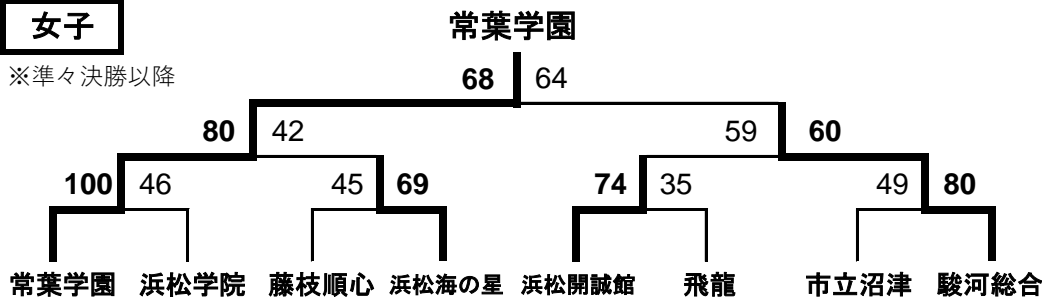 女子
常葉学園
※準々決勝以降
68 64
80 42 59 60
100 46 45 69 74 35 49 80
常葉学園 浜松学院 藤枝順心 浜松海の星 浜松開誠館 飛龍 市立沼津 駿河総合